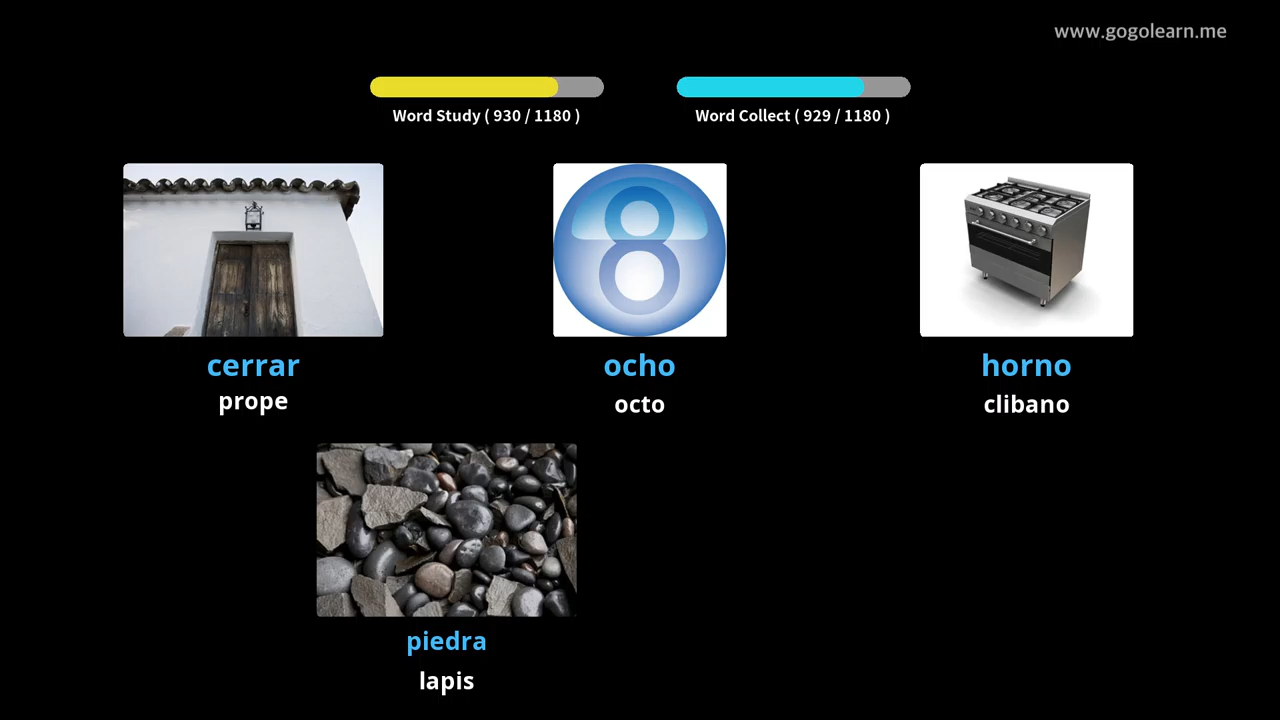 www.gogolearn.me
Word Study ( 930 / 1180 )
Word Collect ( 929 / 1180 )
8
cerrar
prope
ocho
octo
horno
clibano
piedra
lapis